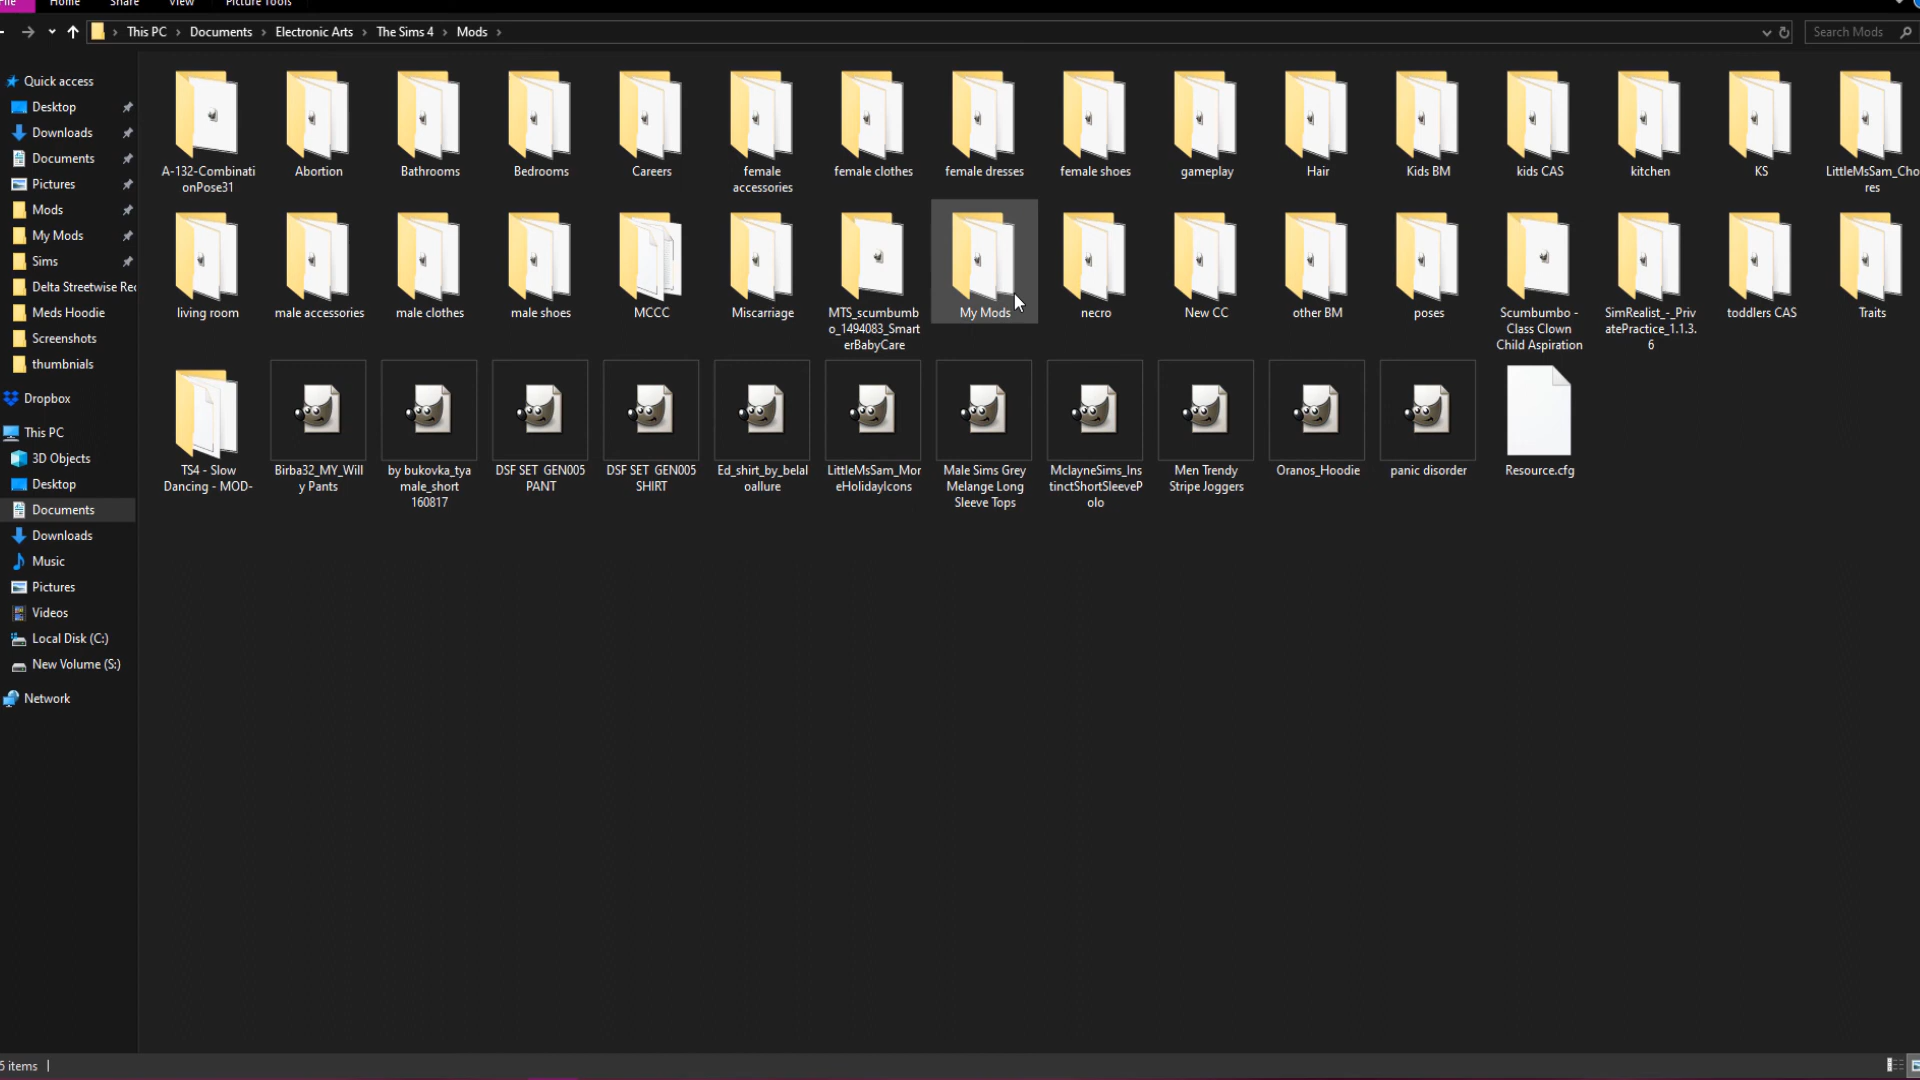 File Home Share View Picture Tools
This PC > Documents > Electronic Arts > The Sims 4 > Mods >
Search Mods
Quick access
Desktop
Downloads
Documents
Pictures
Mods
My Mods
Sims
Delta Streetwise Rec
Meds Hoodie
Screenshots
thumbnials
Dropbox
This PC
3D Objects
Desktop
Documents
Downloads
Music
Pictures
Videos
Local Disk (C:)
New Volume (S:)
Network
A-132-Combinati
onPose31
Abortion
Bathrooms
Bedrooms
Careers
female
accessories
female clothes
female dresses
female shoes
gameplay
Hair
Kids BM
kids CAS
kitchen
KS
LittleMsSam_Cho
res
living room
male accessories
male clothes
male shoes
MCCC
Miscarriage
MTS_scumbumb
o_1494083_Smart
erBabyCare
My Mods
necro
New CC
other BM
poses
Scumbumbo -
Class Clown
Child Aspiration
SimRealist_-_Priv
atePractice_1.1.3.
6
toddlers CAS
Traits
TS4 - Slow
Dancing - MOD-
Birba32_MY_Will
y Pants
by bukovka_tya
male_short
160817
DSF SET GEN005
PANT
DSF SET GEN005
SHIRT
Ed_shirt_by_belal
oallure
LittleMsSam_Mor
eHolidayIcons
Male Sims Grey
Melange Long
Sleeve Tops
MclayneSims_Ins
tinctShortSleeveP
olo
Men Trendy
Stripe Joggers
Oranos_Hoodie
panic disorder
Resource.cfg
5 items